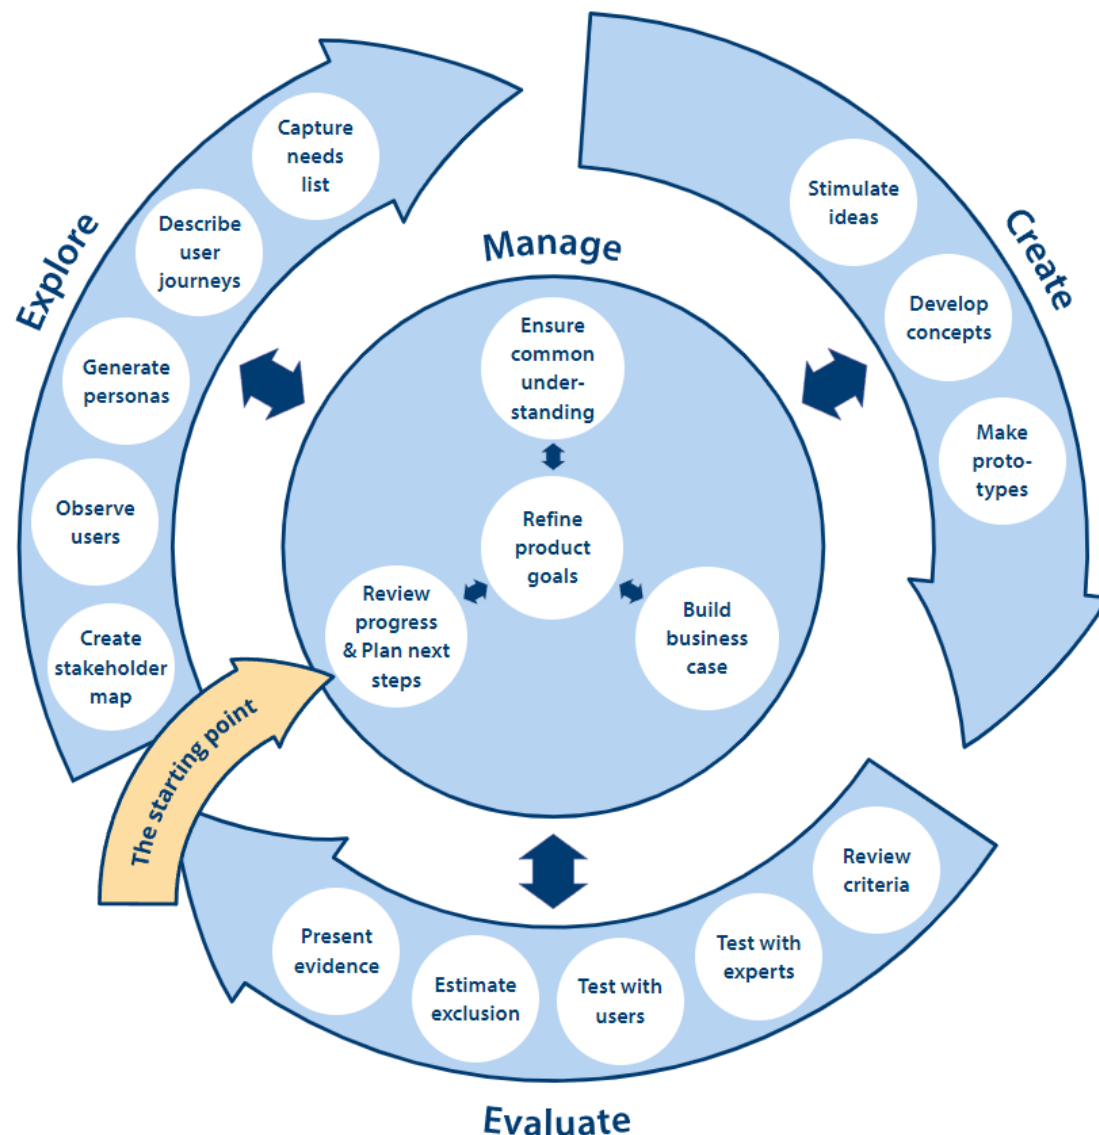 Explore
Capture
needs
list
Describe
user
journeys
Generate
personas
Observe
users
Create
stakeholder
map
The starting point
Manage
Ensure
common
under-
standing
Refine
product
goals
Review
progress
& Plan next
steps
Build
business
case
Create
Stimulate
ideas
Develop
concepts
Make
proto-
types
Review
criteria
Test with
experts
Test with
users
Estimate
exclusion
Present
evidence
Evaluate